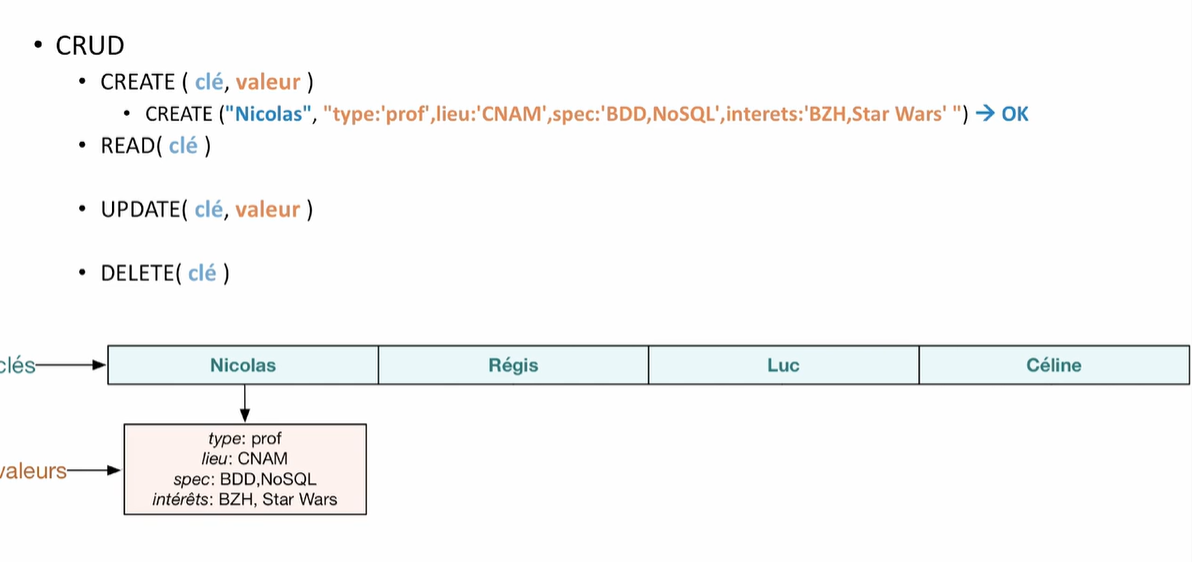 • CRUD
• CREATE ( clé, valeur )
• CREATE ("Nicolas", "type:'prof',lieu:'CNAM',spec:'BDD,NoSQL',interets:'BZH,Star Wars' ") → OK
• READ( clé )
• UPDATE( clé, valeur )
• DELETE( clé )
clés
Nicolas
Régis
Luc
Céline
valeurs
type: prof
lieu: CNAM
spec: BDD,NoSQL
intérêts: BZH, Star Wars